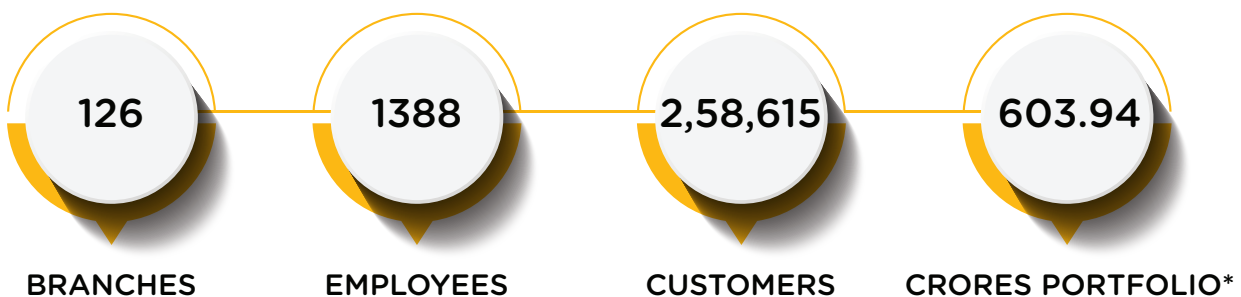 126 1388 2,58,615 603.94
BRANCHES EMPLOYEES CUSTOMERS CRORES PORTFOLIO*